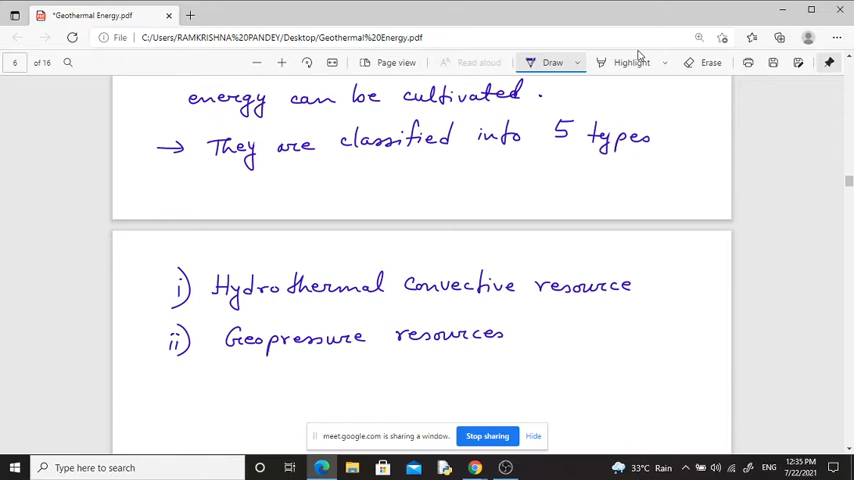 *Geothermal Energy.pdf
File C:/Users/RAMKRISHNA%20PANDEY/Desktop/Geothermal%20Energy.pdf
6 of 16 Page view Read aloud Draw Highlight Erase
energy can be cultivated.
→ They are classified into 5 types
i) Hydrothermal Convective resource
ii) Geopressure resources
meet.google.com is sharing a window. Stop sharing Hide
Type here to search 33°C Rain ENG 12:35 PM
7/22/2021